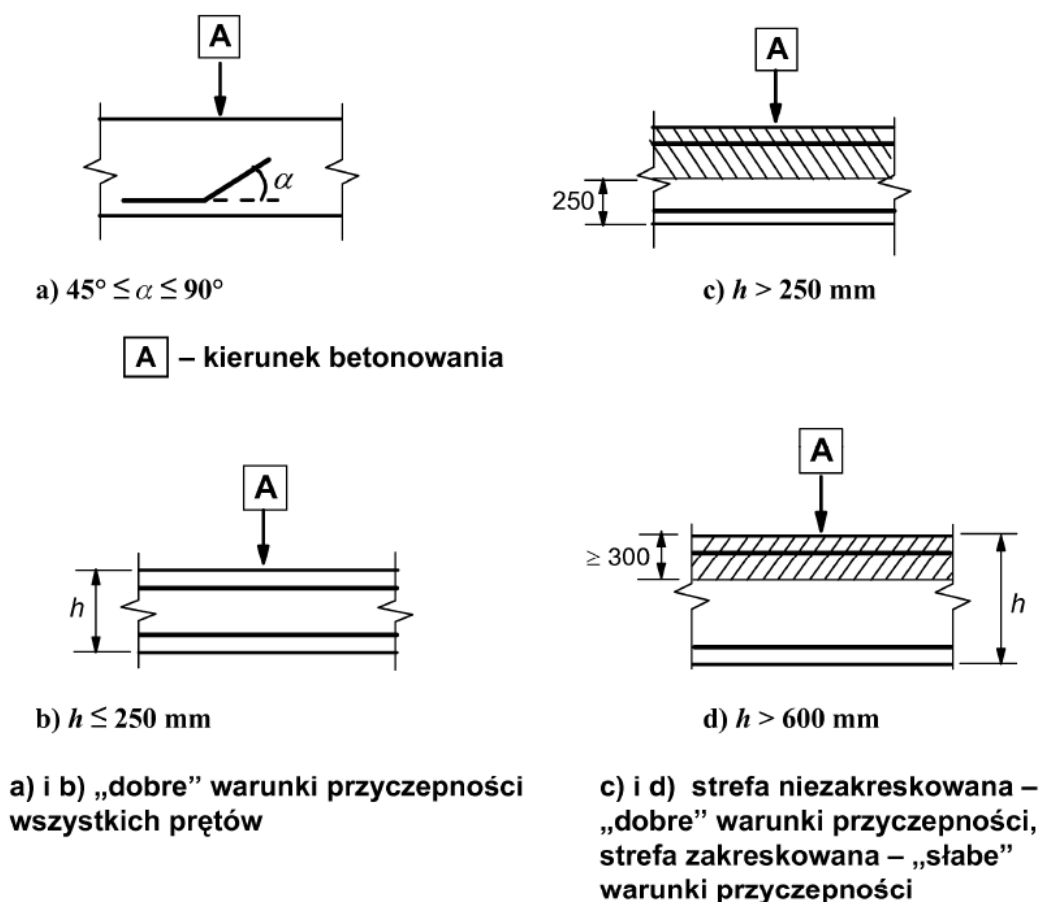 A
α
a) 45° ≤ α ≤ 90°
A
250
c) h > 250 mm
A – kierunek betonowania
A
h
b) h ≤ 250 mm
A
≥ 300
h
d) h > 600 mm
a) i b) „dobre” warunki przyczepności
wszystkich prętów
c) i d) strefa niezakreskowana –
„dobre” warunki przyczepności,
strefa zakreskowana – „słabe”
warunki przyczepności